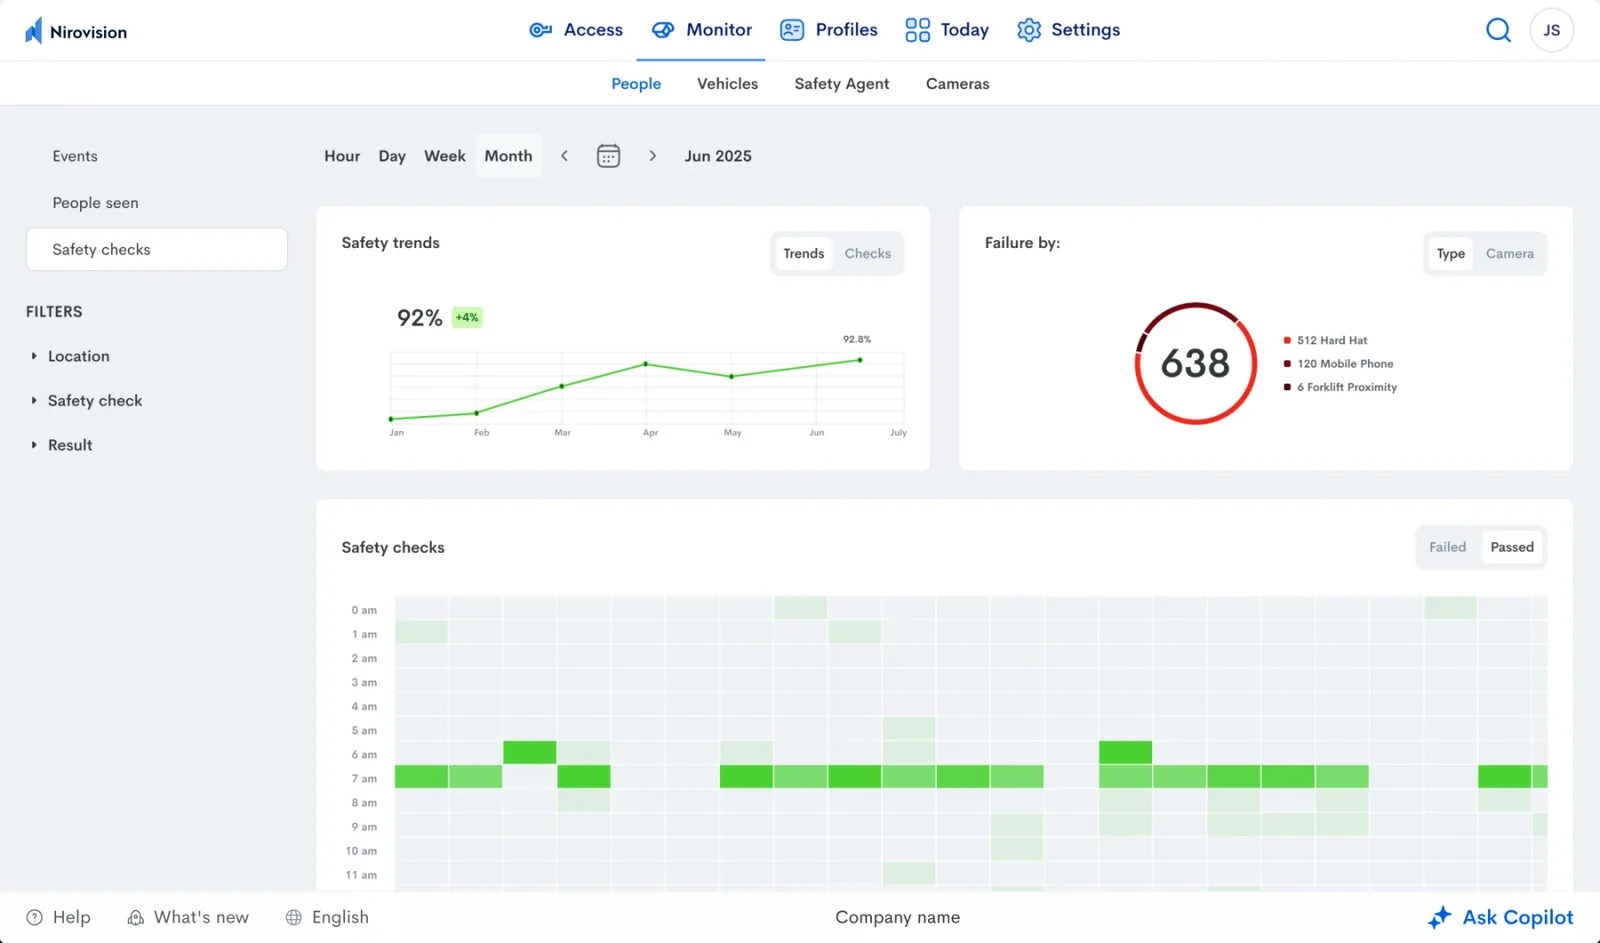 Nirovision
Access
Monitor
Profiles
Today
Settings
JS
People
Vehicles
Safety Agent
Cameras
Events
People seen
Safety checks
FILTERS
Location
Safety check
Result
Hour Day Week Month
Jun 2025
Safety trends
Trends
Checks
92%
+4%
92.8%
Jan Feb Mar Apr May Jun July
Failure by:
Type
Camera
638
512 Hard Hat
120 Mobile Phone
6 Forklift Proximity
Safety checks
Failed
Passed
0 am
1 am
2 am
3 am
4 am
5 am
6 am
7 am
8 am
9 am
10 am
11 am
Help
What's new
English
Company name
Ask Copilot